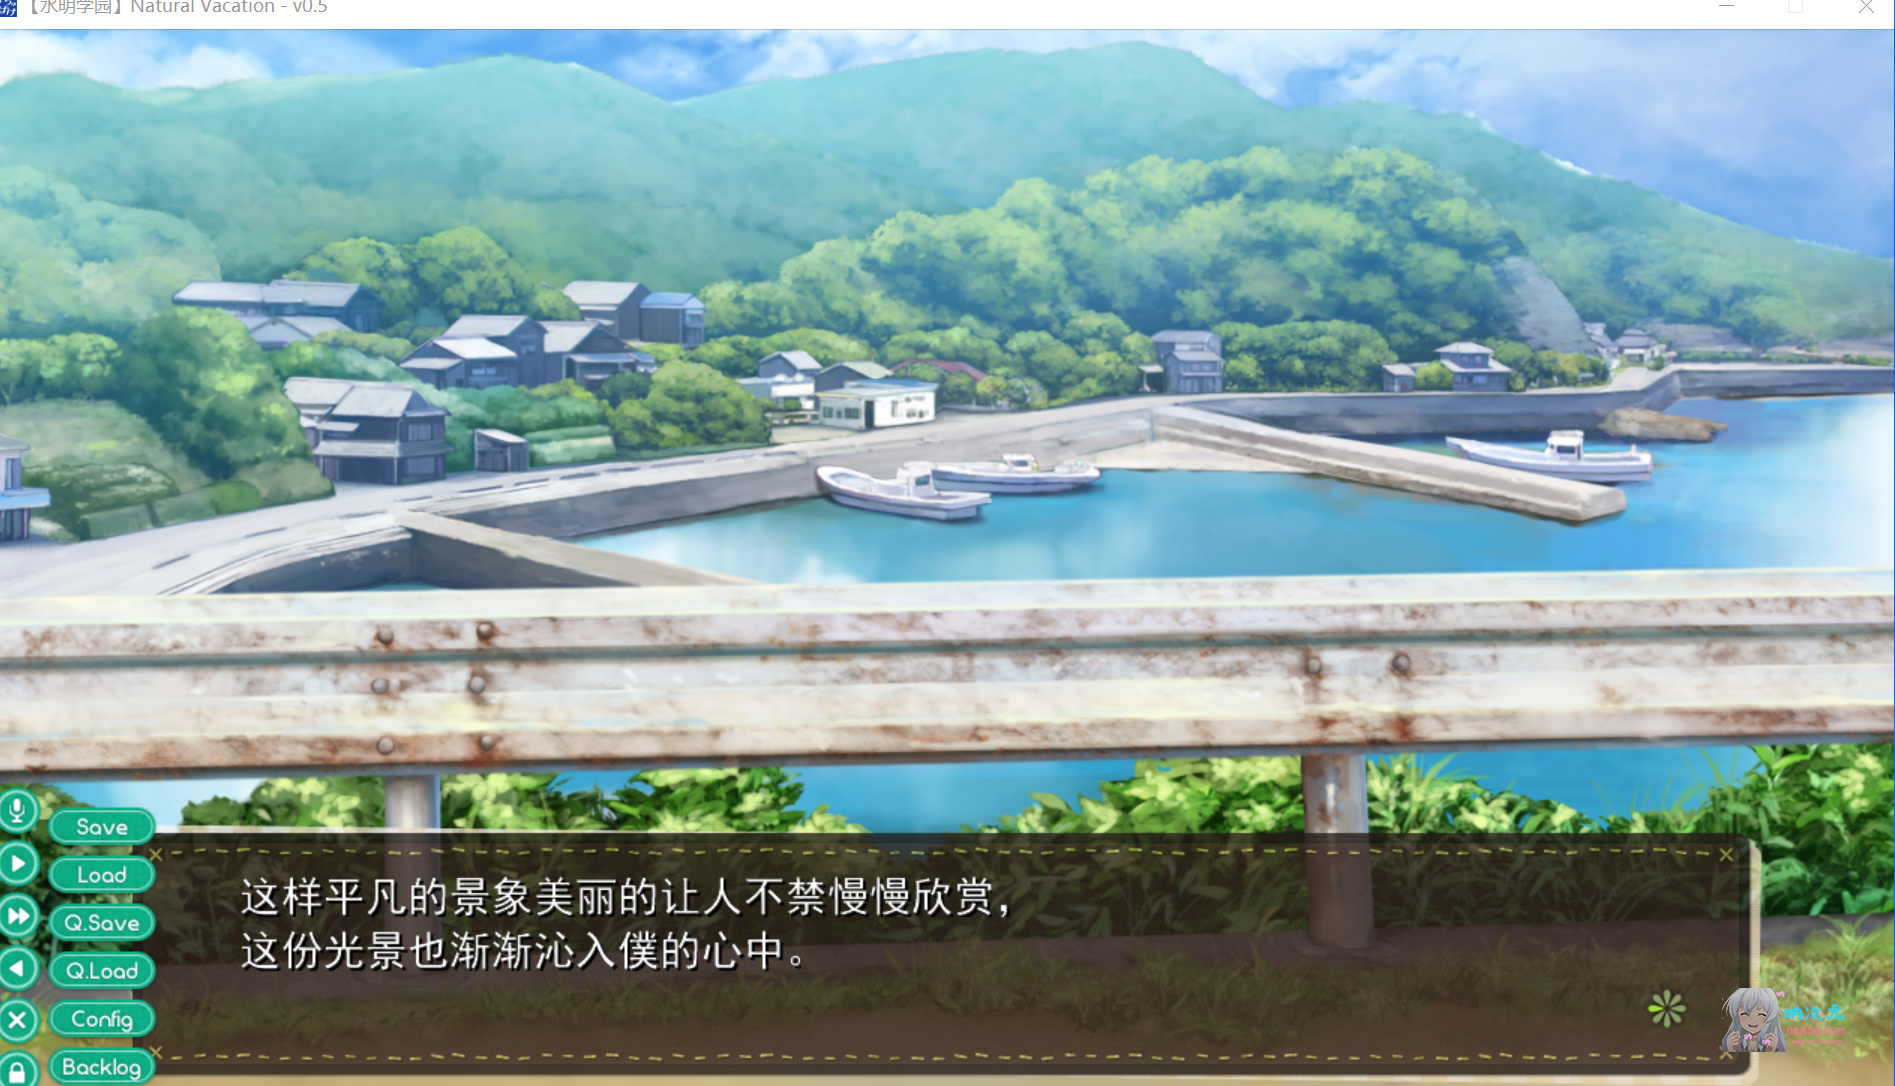 【水明学园】Natural Vacation - v0.5
Save
Load
Q.Save
Q.Load
Config
Backlog
这样平凡的景象美丽的让人不禁慢慢欣赏，
这份光景也渐渐沁入僕的心中。